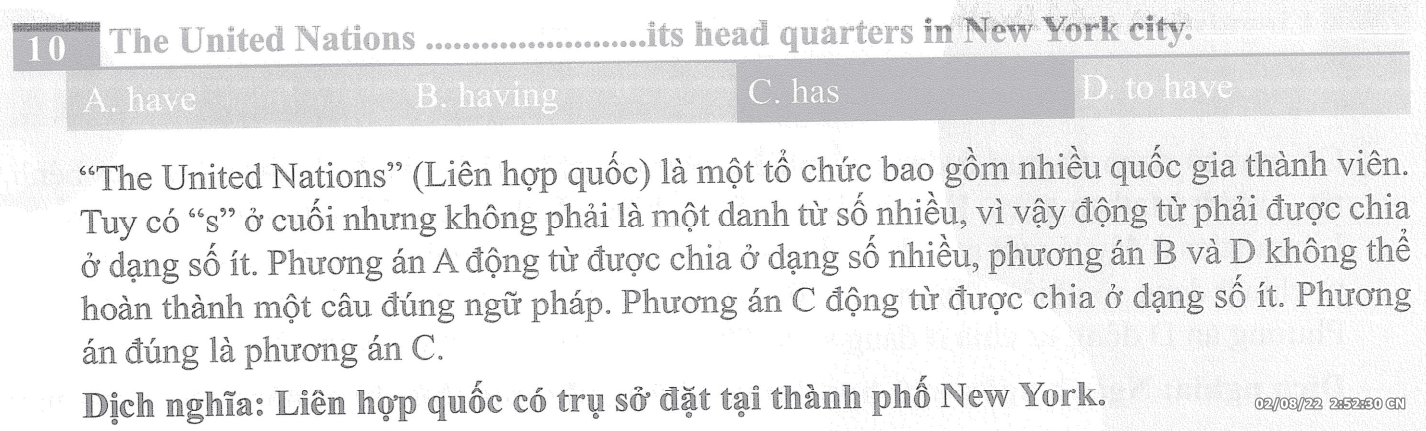 10 The United Nations ........................its head quarters in New York city.
A. have B. having C. has D. to have
“The United Nations” (Liên hợp quốc) là một tổ chức bao gồm nhiều quốc gia thành viên.
Tuy có “s” ở cuối nhưng không phải là một danh từ số nhiều, vì vậy động từ phải được chia
ở dạng số ít. Phương án A động từ được chia ở dạng số nhiều, phương án B và D không thể
hoàn thành một câu đúng ngữ pháp. Phương án C động từ được chia ở dạng số ít. Phương
án đúng là phương án C.
Dịch nghĩa: Liên hợp quốc có trụ sở đặt tại thành phố New York.
02/08/22 2:52:30 CN